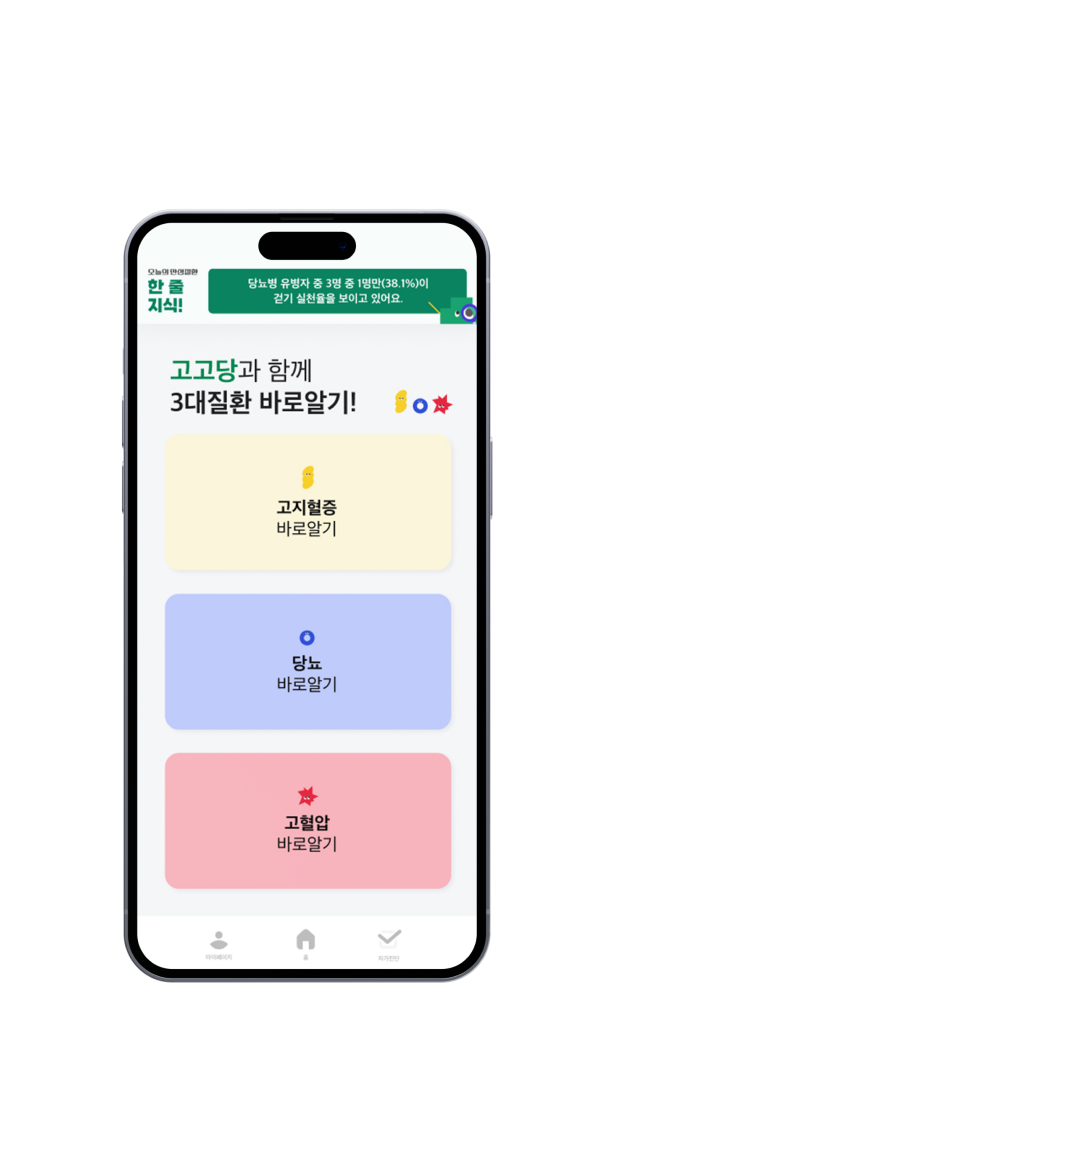 오늘의 만성질환
한 줄
지식!
당뇨병 유병자 중 3명 중 1명만(38.1%)이
걷기 실천율을 보이고 있어요.
고고당과 함께
3대질환 바로알기!
고지혈증
바로알기
당뇨
바로알기
고혈압
바로알기
마이페이지
홈
자가진단